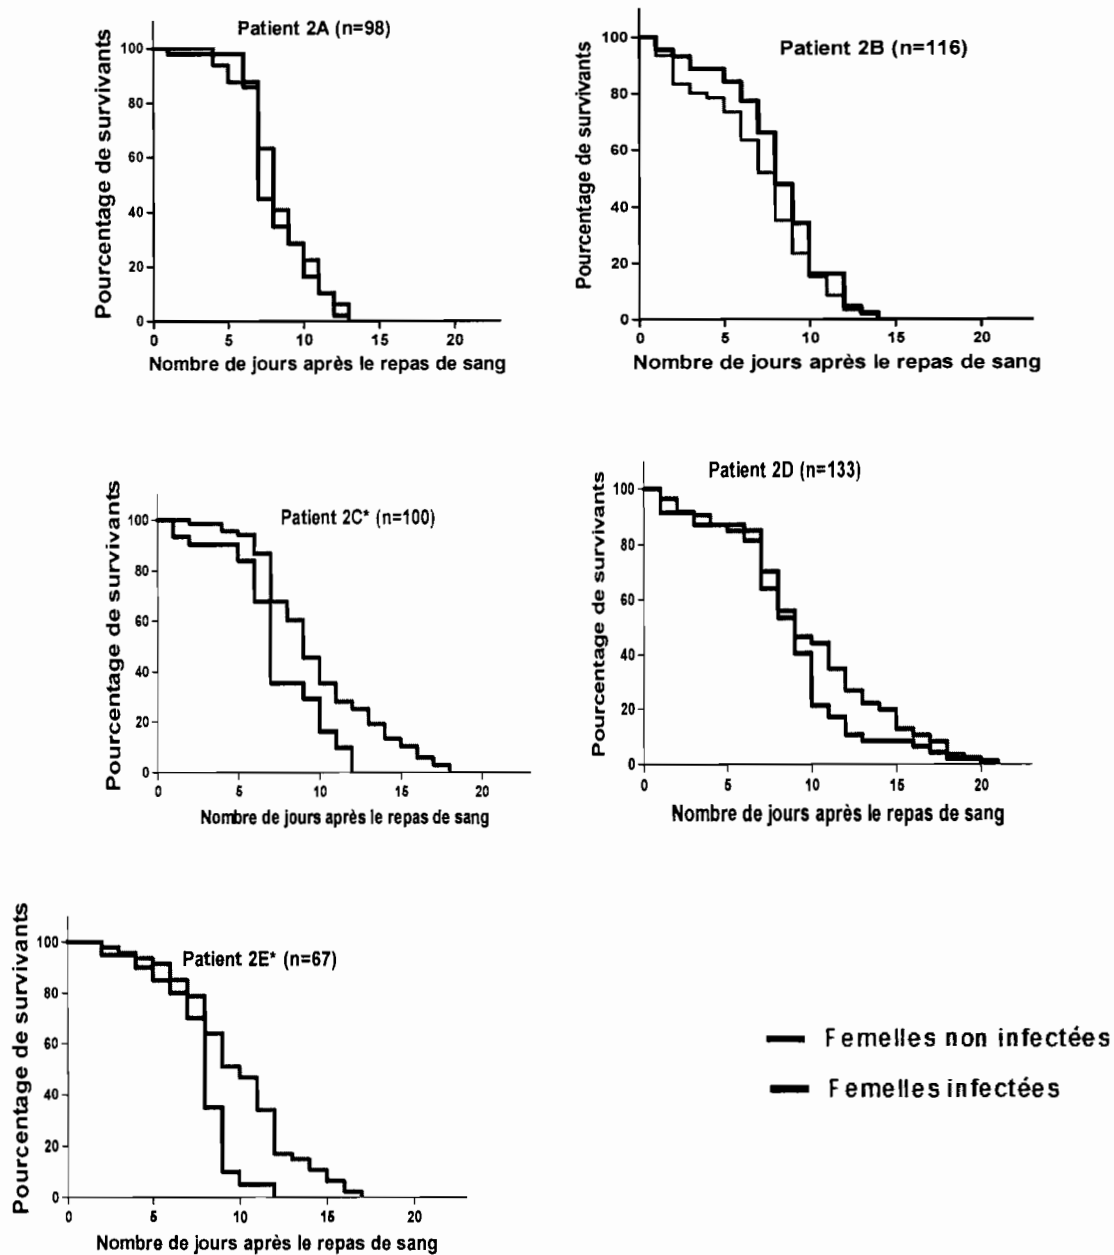 Patient 2A (n=98)
Pourcentage de survivants
100
80
60
40
20
0
0 5 10 15 20
Nombre de jours après le repas de sang
Patient 2B (n=116)
Pourcentage de survivants
100
80
60
40
20
0
0 5 10 15 20
Nombre de jours après le repas de sang
Patient 2C* (n=100)
Pourcentage de survivants
100
80
60
40
20
0
0 5 10 15 20
Nombre de jours après le repas de sang
Patient 2D (n=133)
Pourcentage de survivants
100
80
60
40
20
0
0 5 10 15 20
Nombre de jours après le repas de sang
Patient 2E* (n=67)
Pourcentage de survivants
100
80
60
40
20
0
0 5 10 15 20
Nombre de jours après le repas de sang
Femelles non infectées
Femelles infectées